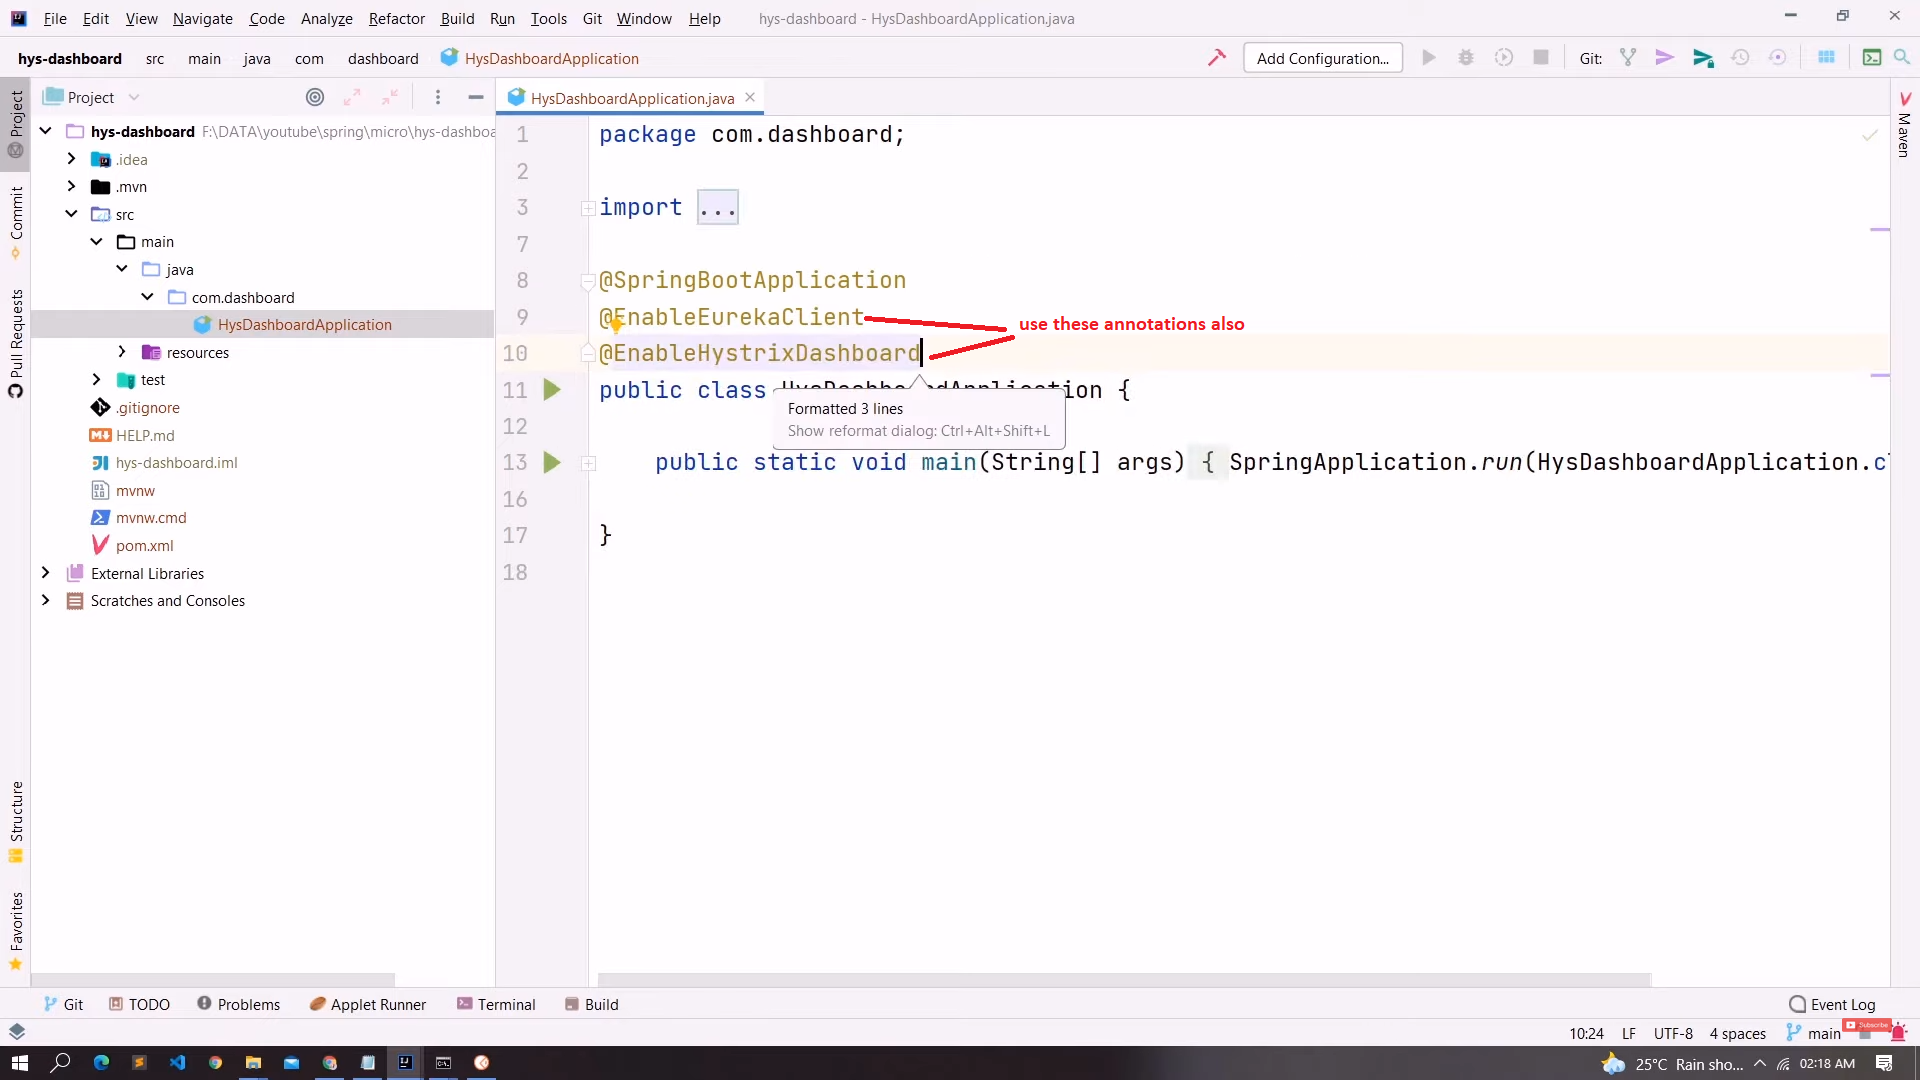 File Edit View Navigate Code Analyze Refactor Build Run Tools Git Window Help hys-dashboard - HysDashboardApplication.java
hys-dashboard src main java com dashboard HysDashboardApplication Add Configuration... Git:
Project
HysDashboardApplication.java
hys-dashboard F:\DATA\youtube\spring\micro\hys-dashboa
.idea
.mvn
src
main
java
com.dashboard
HysDashboardApplication
resources
test
.gitignore
HELP.md
hys-dashboard.iml
mvnw
mvnw.cmd
pom.xml
External Libraries
Scratches and Consoles
Project
Commit
Pull Requests
Structure
Favorites
1 package com.dashboard;
2
3 import ...
7
8 @SpringBootApplication
9 @EnableEurekaClient
use these annotations also
10 @EnableHystrixDashboard
11 public class HysDashboardApplication {
Formatted 3 lines
Show reformat dialog: Ctrl+Alt+Shift+L
12
13 public static void main(String[] args) { SpringApplication.run(HysDashboardApplication.cl
16
17 }
18
Maven
Git TODO Problems Applet Runner Terminal Build Event Log
10:24 LF UTF-8 4 spaces main
Subscribe
25°C Rain sho... 02:18 AM